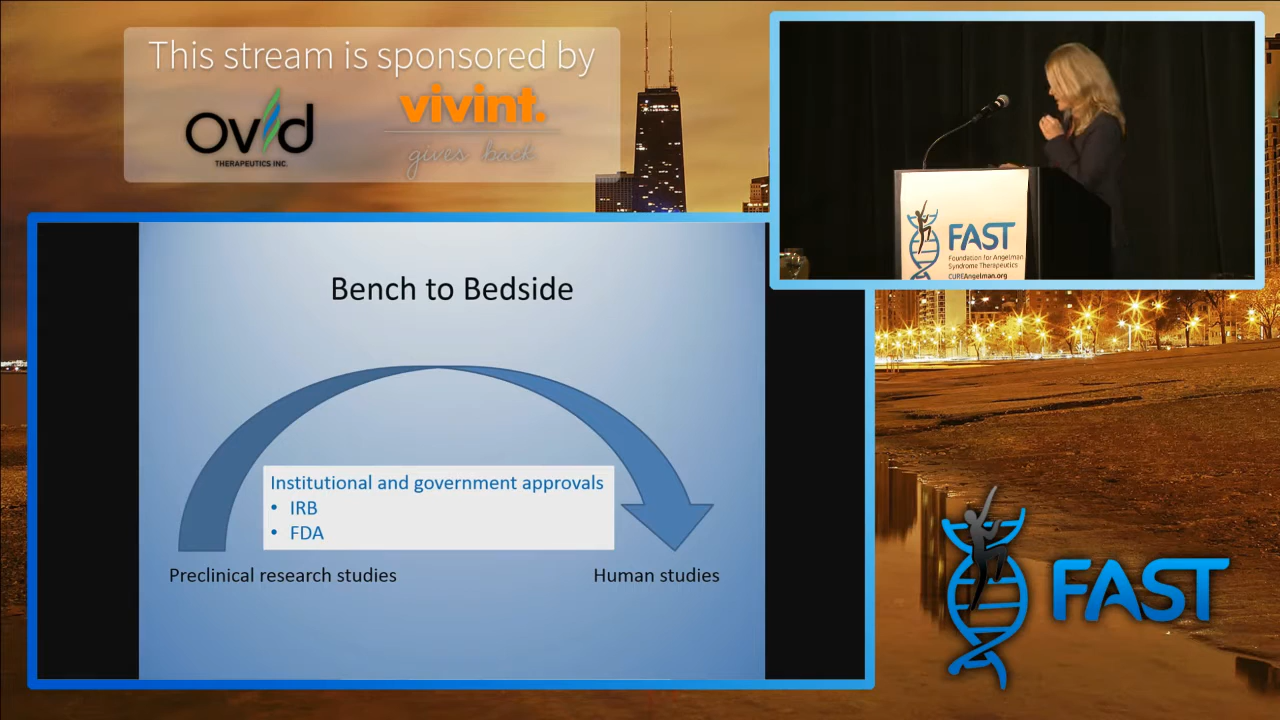 This stream is sponsored by
ovid
THERAPEUTICS INC.
vivint.
gives back
FAST
Foundation for Angelman
Syndrome Therapeutics
CUREAngelman.org
Bench to Bedside
Institutional and government approvals
• IRB
• FDA
Preclinical research studies
Human studies
FAST